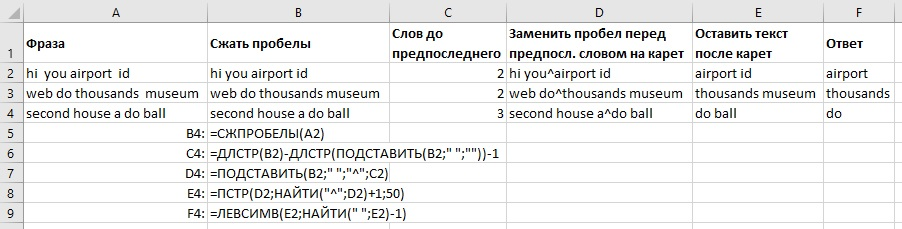 A B C D E F
1 Фраза Сжать пробелы Слов до предпоследнего Заменить пробел перед предпосл. словом на карет Оставить текст после карет Ответ
2 hi  you airport  id hi you airport id 2 hi you^airport id airport id airport
3 web do thousands  museum web do thousands museum 2 web do^thousands museum thousands museum thousands
4 second house a do ball second house a do ball 3 second house a^do ball do ball do
5 B4: =СЖПРОБЕЛЫ(A2)
6 C4: =ДЛСТР(B2)-ДЛСТР(ПОДСТАВИТЬ(B2;" ";""))-1
7 D4: =ПОДСТАВИТЬ(B2;" ";"^";C2)
8 E4: =ПСТР(D2;НАЙТИ("^";D2)+1;50)
9 F4: =ЛЕВСИМВ(E2;НАЙТИ(" ";E2)-1)